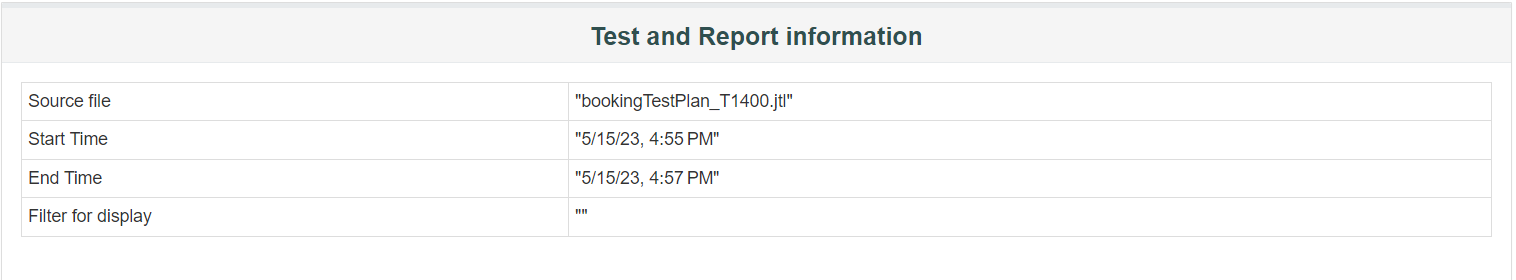 Test and Report information
Source file "bookingTestPlan_T1400.jtl"
Start Time "5/15/23, 4:55 PM"
End Time "5/15/23, 4:57 PM"
Filter for display ""